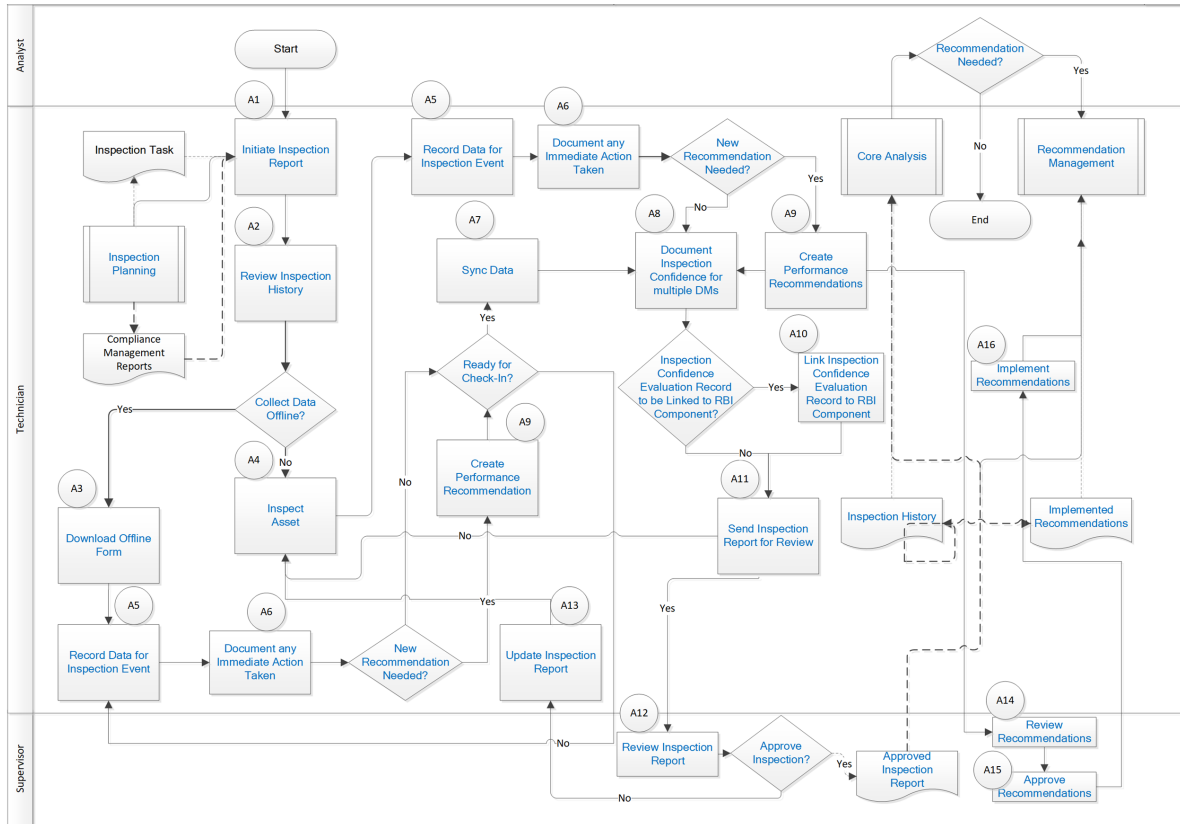 Analyst
Start
Recommendation
Needed?
Yes
No
End
Technician
A1
Initiate Inspection
Report
Inspection Task
Inspection
Planning
Compliance
Management
Reports
A2
Review Inspection
History
Collect Data
Offline?
Yes
No
A3
Download Offline
Form
A4
Inspect
Asset
A5
Record Data for
Inspection Event
A6
Document any
Immediate Action
Taken
New
Recommendation
Needed?
No
Yes
A5
Record Data for
Inspection Event
A6
Document any
Immediate Action
Taken
New
Recommendation
Needed?
Yes
No
A7
Sync Data
Yes
Ready for
Check-In?
No
A9
Create
Performance
Recommendation
A8
Document
Inspection
Confidence for
multiple DMs
A9
Create
Performance
Recommendations
Inspection
Confidence
Evaluation Record
to be Linked to RBI
Component?
Yes
No
A10
Link Inspection
Confidence
Evaluation
Record to RBI
Component
A11
Send Inspection
Report for Review
No
Yes
Core Analysis
Recommendation
Management
A16
Implement
Recommendations
Inspection History
Implemented
Recommendations
A13
Update Inspection
Report
Supervisor
A12
Review Inspection
Report
Approve
Inspection?
Yes
No
Approved
Inspection
Report
A14
Review
Recommendations
A15
Approve
Recommendations
No